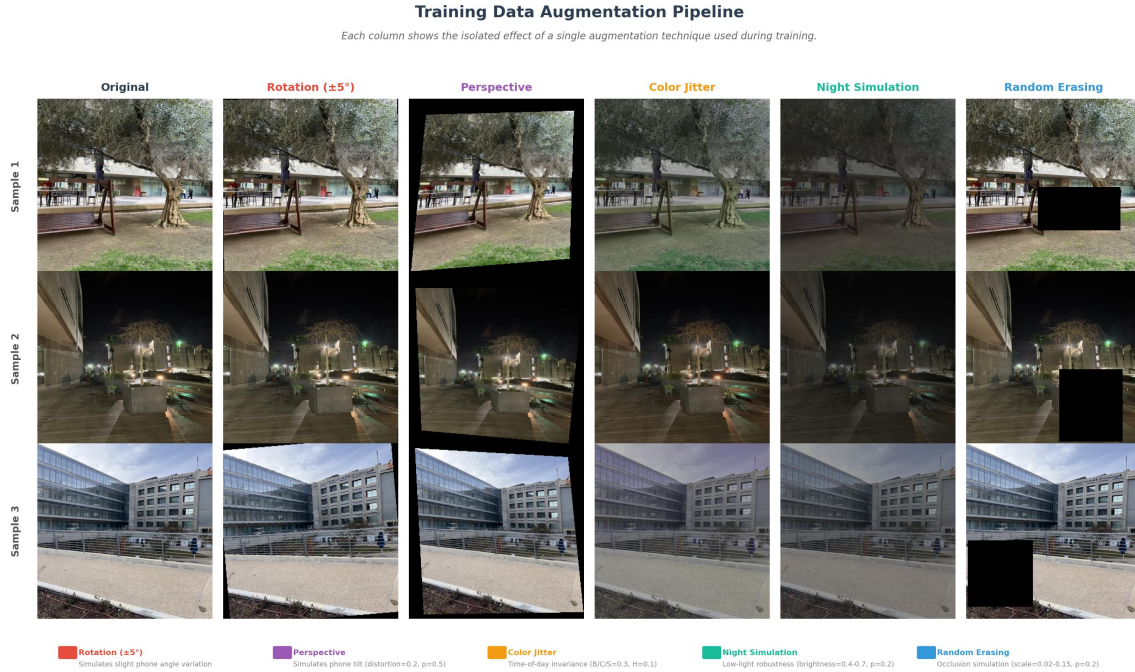 Training Data Augmentation Pipeline
Each column shows the isolated effect of a single augmentation technique used during training.
Original
Rotation (±5°)
Perspective
Color Jitter
Night Simulation
Random Erasing
Sample 1
Sample 2
Sample 3
Rotation (±5°)
Simulates slight phone angle variation
Perspective
Simulates phone tilt (distortion=0.2, p=0.5)
Color Jitter
Time-of-day invariance (B/C/S=0.3, H=0.1)
Night Simulation
Low-light robustness (brightness=0.4-0.7, p=0.2)
Random Erasing
Occlusion simulation (scale=0.02-0.15, p=0.2)